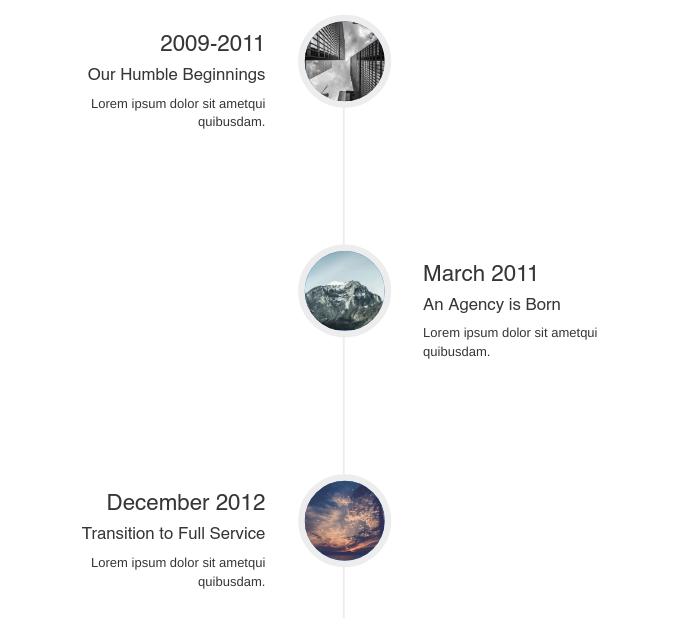 2009-2011
Our Humble Beginnings
Lorem ipsum dolor sit ametqui
quibusdam.
March 2011
An Agency is Born
Lorem ipsum dolor sit ametqui
quibusdam.
December 2012
Transition to Full Service
Lorem ipsum dolor sit ametqui
quibusdam.